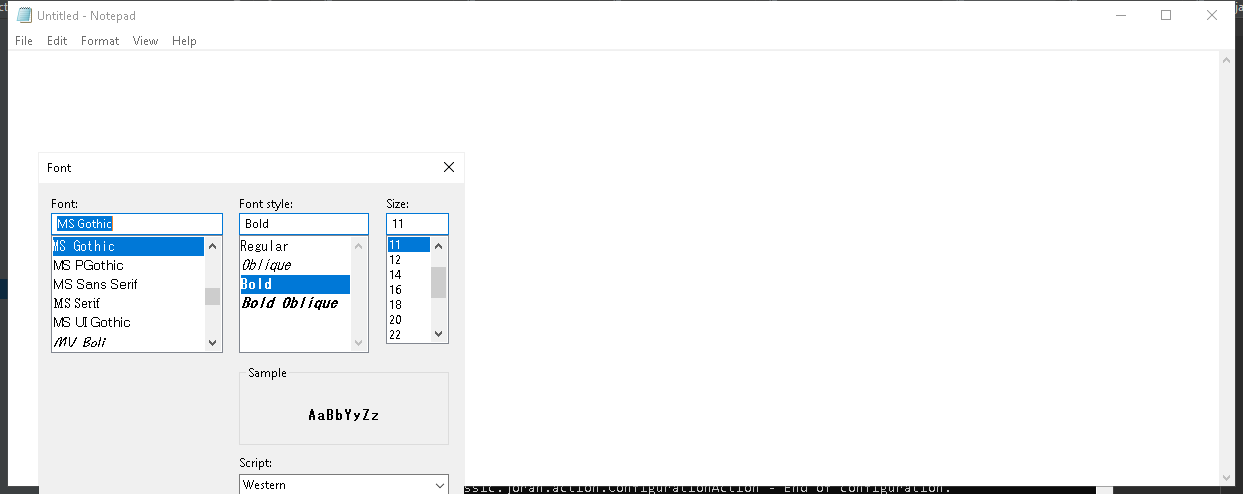 Untitled - Notepad
File Edit Format View Help
Font
Font: Font style: Size:
MS Gothic Bold 11
MS Gothic Regular 11
MS PGothic Oblique 12
MS Sans Serif Bold 14
MS Serif Bold Oblique 16
MS UI Gothic 18
MV Boli 20
22
Sample
AaBbYyZz
Script:
Western
ssic.joran.action.ConfigurationAction - End of configuration.